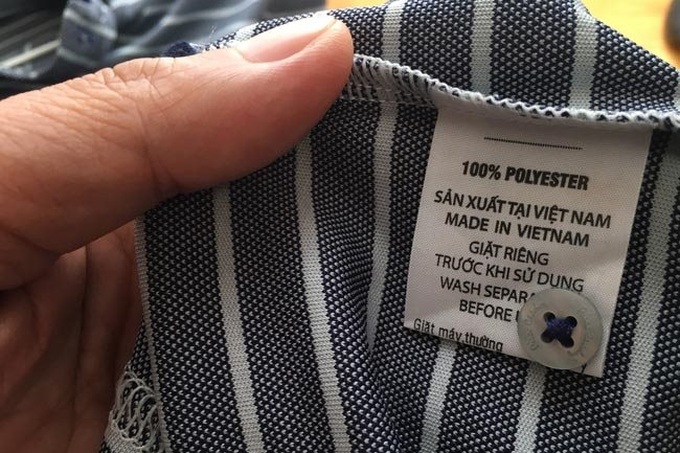 100% POLYESTER
SẢN XUẤT TẠI VIỆT NAM
MADE IN VIETNAM
GIẶT RIÊNG
TRƯỚC KHI SỬ DỤNG
WASH
BEFORE
Giặt máy thường